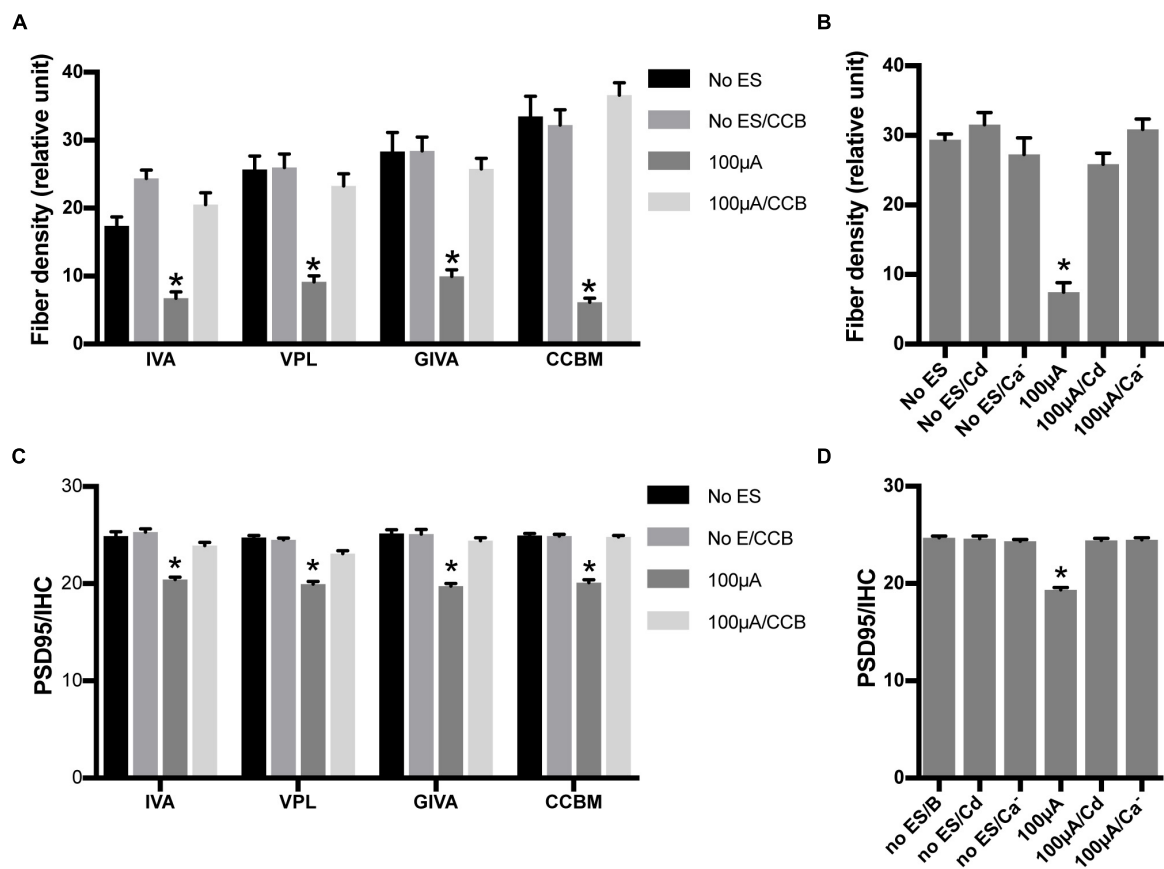 A
Fiber density (relative unit)
40
30
20
10
0
*
*
*
*
IVA
VPL
GIVA
CCBM
No ES
No ES/CCB
100µA
100µA/CCB
B
Fiber density (relative unit)
40
30
20
10
0
*
No ES
No ES/Cd
No ES/Ca-
100µA
100µA/Cd
100µA/Ca-
C
PSD95/IHC
30
20
10
0
*
*
*
*
IVA
VPL
GIVA
CCBM
No ES
No E/CCB
100µA
100µA/CCB
D
PSD95/IHC
30
20
10
0
*
no ES/B
no ES/Cd
no ES/Ca-
100µA
100µA/Cd
100µA/Ca-